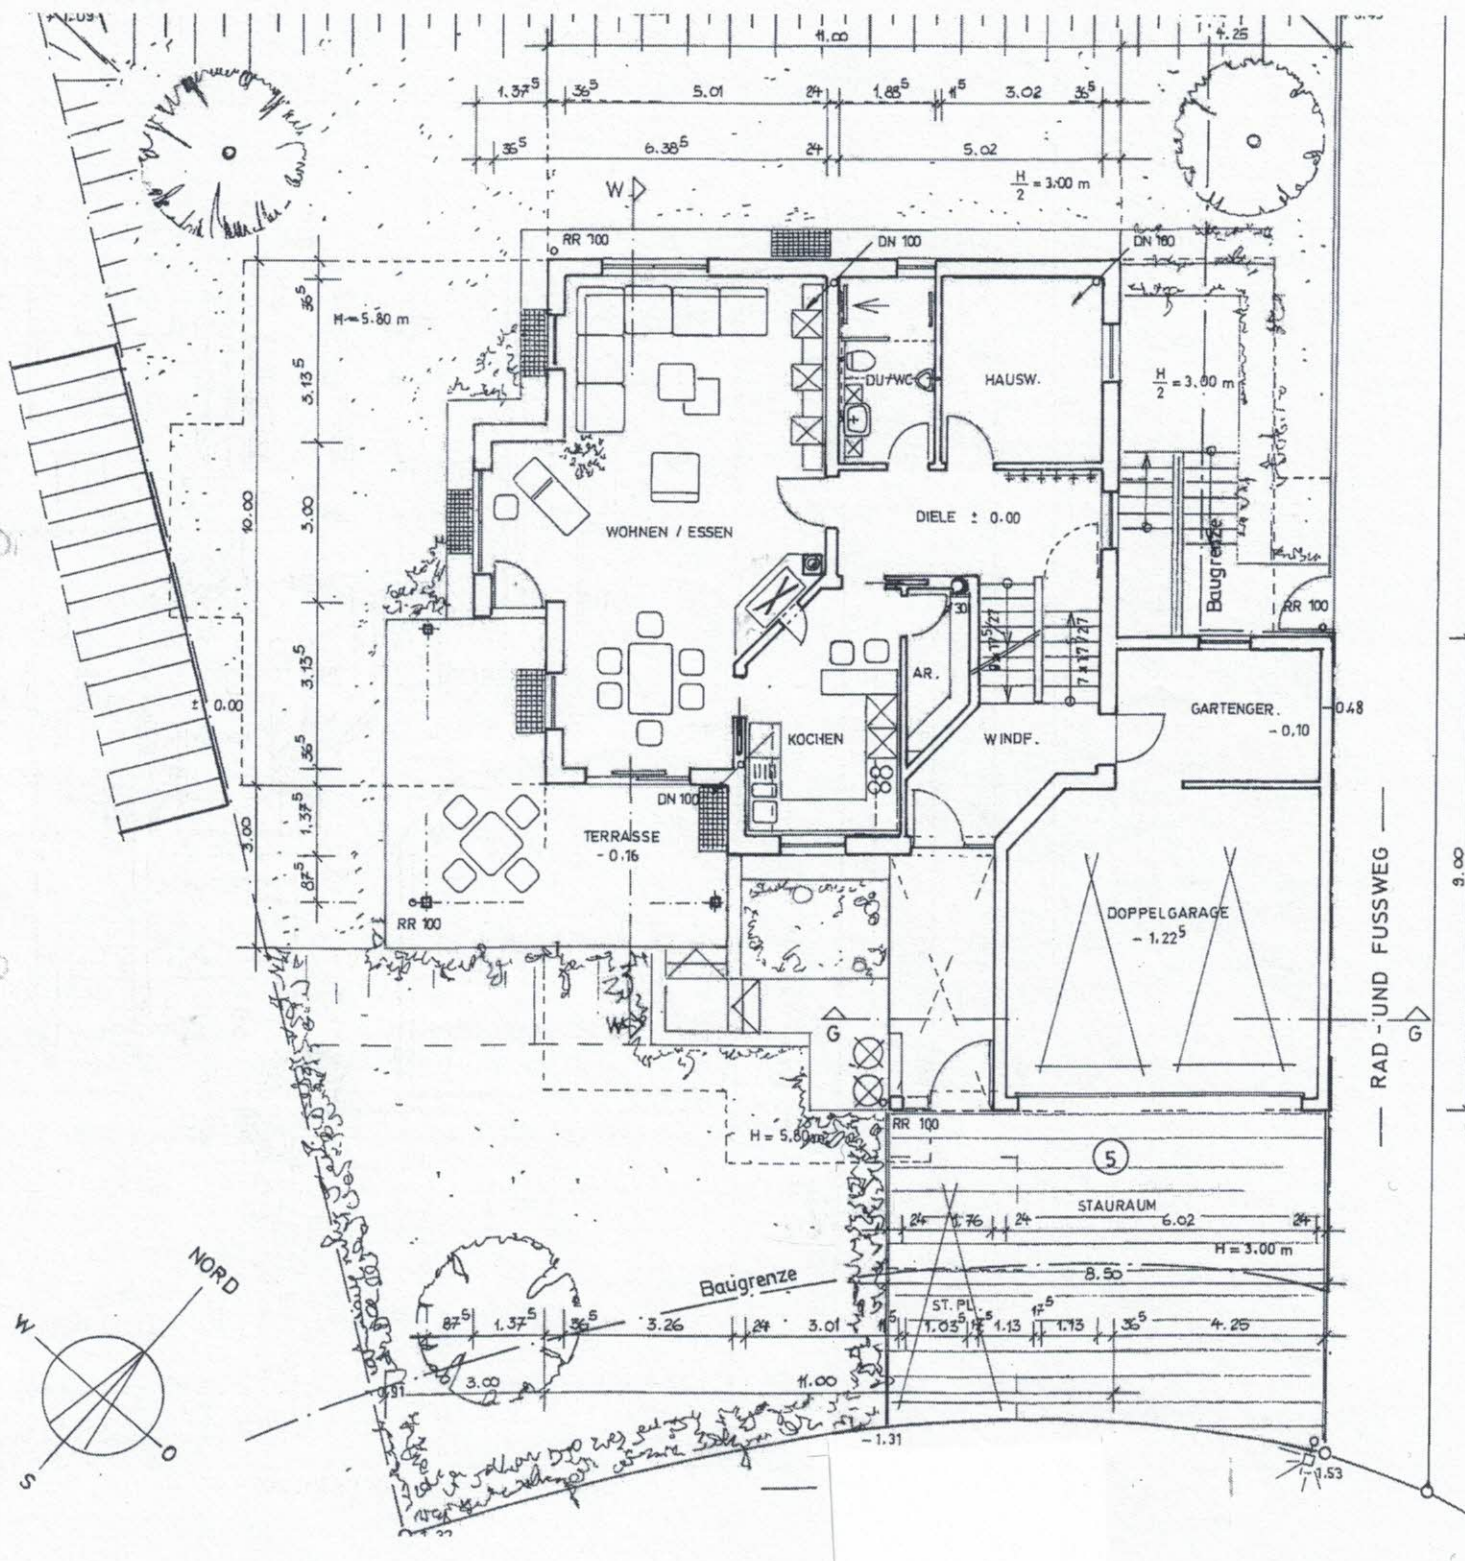 11.00
4.25
1.37⁵ 36⁵ 5.01 24 1.88⁵ 11⁵ 3.02 36⁵
36⁵ 6.38⁵ 24 5.02
H/2 = 3.00 m
W
RR 100
DN 100
DN 100
36⁵
H = 5.80 m
3.13⁵
H/2 = 3.00 m
DU/WC
HAUSW.
10.00
3.00
WOHNEN / ESSEN
DIELE ± 0.00
Baugrenze
RR 100
30
7 x 17/27
AR.
3.13⁵
± 0.00
GARTENGER.
- 0.10
-0.48
KOCHEN
WINDF.
36⁵
DN 100
3.00
1.37⁵
TERRASSE
- 0.16
87⁵
RR 100
DOPPELGARAGE
- 1.22⁵
RAD - UND FUSSWEG
9.00
W
G
G
H = 5.80m
RR 100
5
STAURAUM
24 1.76 24 6.02 24
H = 3.00 m
8.50
NORD
W
O
S
Baugrenze
ST. PL.
87⁵ 1.37⁵ 36⁵ 3.26 24 3.01 11⁵ 1.03⁵ 17⁵ 1.13 17⁵ 1.13 36⁵ 4.25
3.00
11.00
- 1.31
-1.53